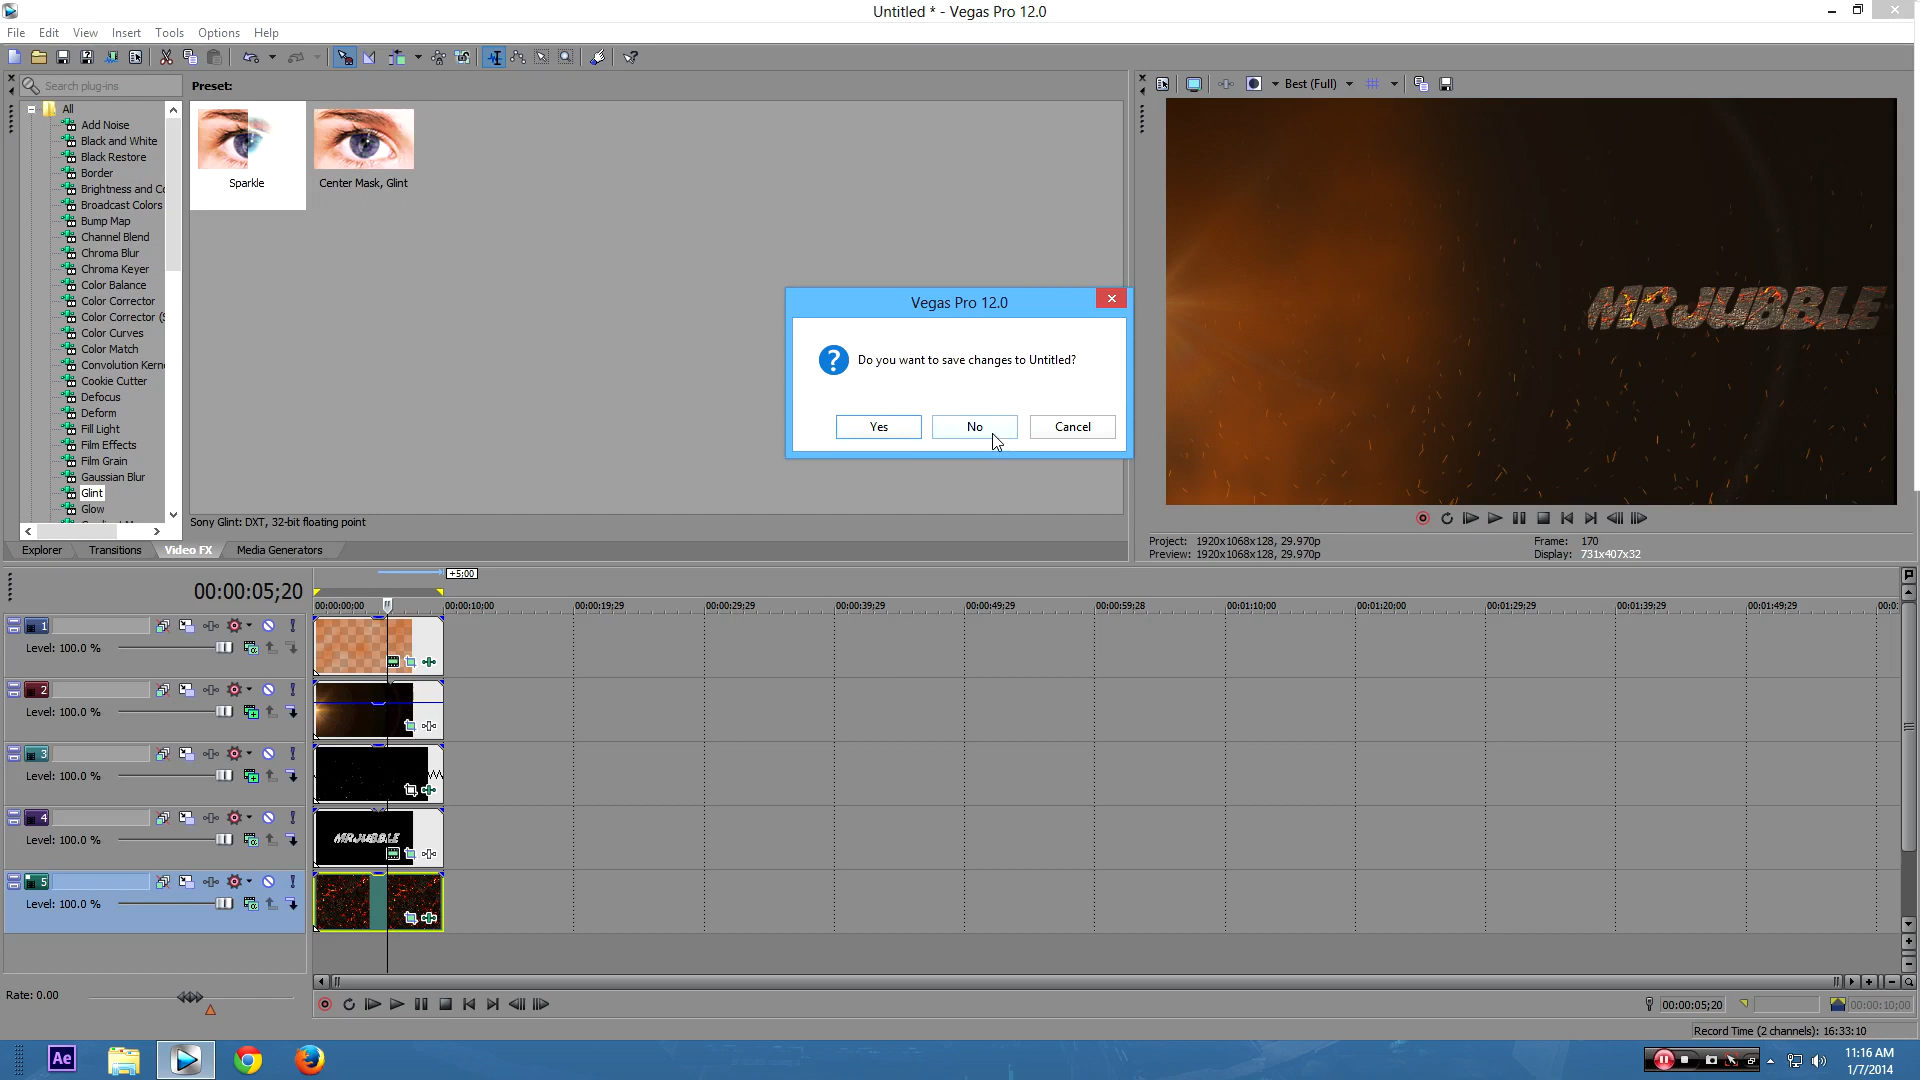 Untitled * - Vegas Pro 12.0
File Edit View Insert Tools Options Help
Search plug-ins
Preset:
Best (Full)
All
Add Noise
Black and White
Black Restore
Border
Brightness and Co
Broadcast Colors
Bump Map
Channel Blend
Chroma Blur
Chroma Keyer
Color Balance
Color Corrector
Color Corrector (S
Color Curves
Color Match
Convolution Kerne
Cookie Cutter
Defocus
Deform
Fill Light
Film Effects
Film Grain
Gaussian Blur
Glint
Glow
Sparkle
Center Mask, Glint
Sony Glint: DXT, 32-bit floating point
Explorer Transitions Video FX Media Generators
Vegas Pro 12.0
Do you want to save changes to Untitled?
Yes No Cancel
MRJUBBLE
Project: 1920x1068x128, 29.970p
Preview: 1920x1068x128, 29.970p
Frame: 170
Display: 731x407x32
00:00:05;20
+5;00
00:00:00;00 00:00:10;00 00:00:19;29 00:00:29;29 00:00:39;29 00:00:49;29 00:00:59;28 00:01:10;00 00:01:20;00 00:01:29;29 00:01:39;29 00:01:49;29 00:0
1
Level: 100.0 %
2
Level: 100.0 %
3
Level: 100.0 %
4
Level: 100.0 %
MRJUBBLE
5
Level: 100.0 %
Rate: 0.00
00:00:05;20
00:00:10;00
Record Time (2 channels): 16:33:10
Ae
11:16 AM
1/7/2014